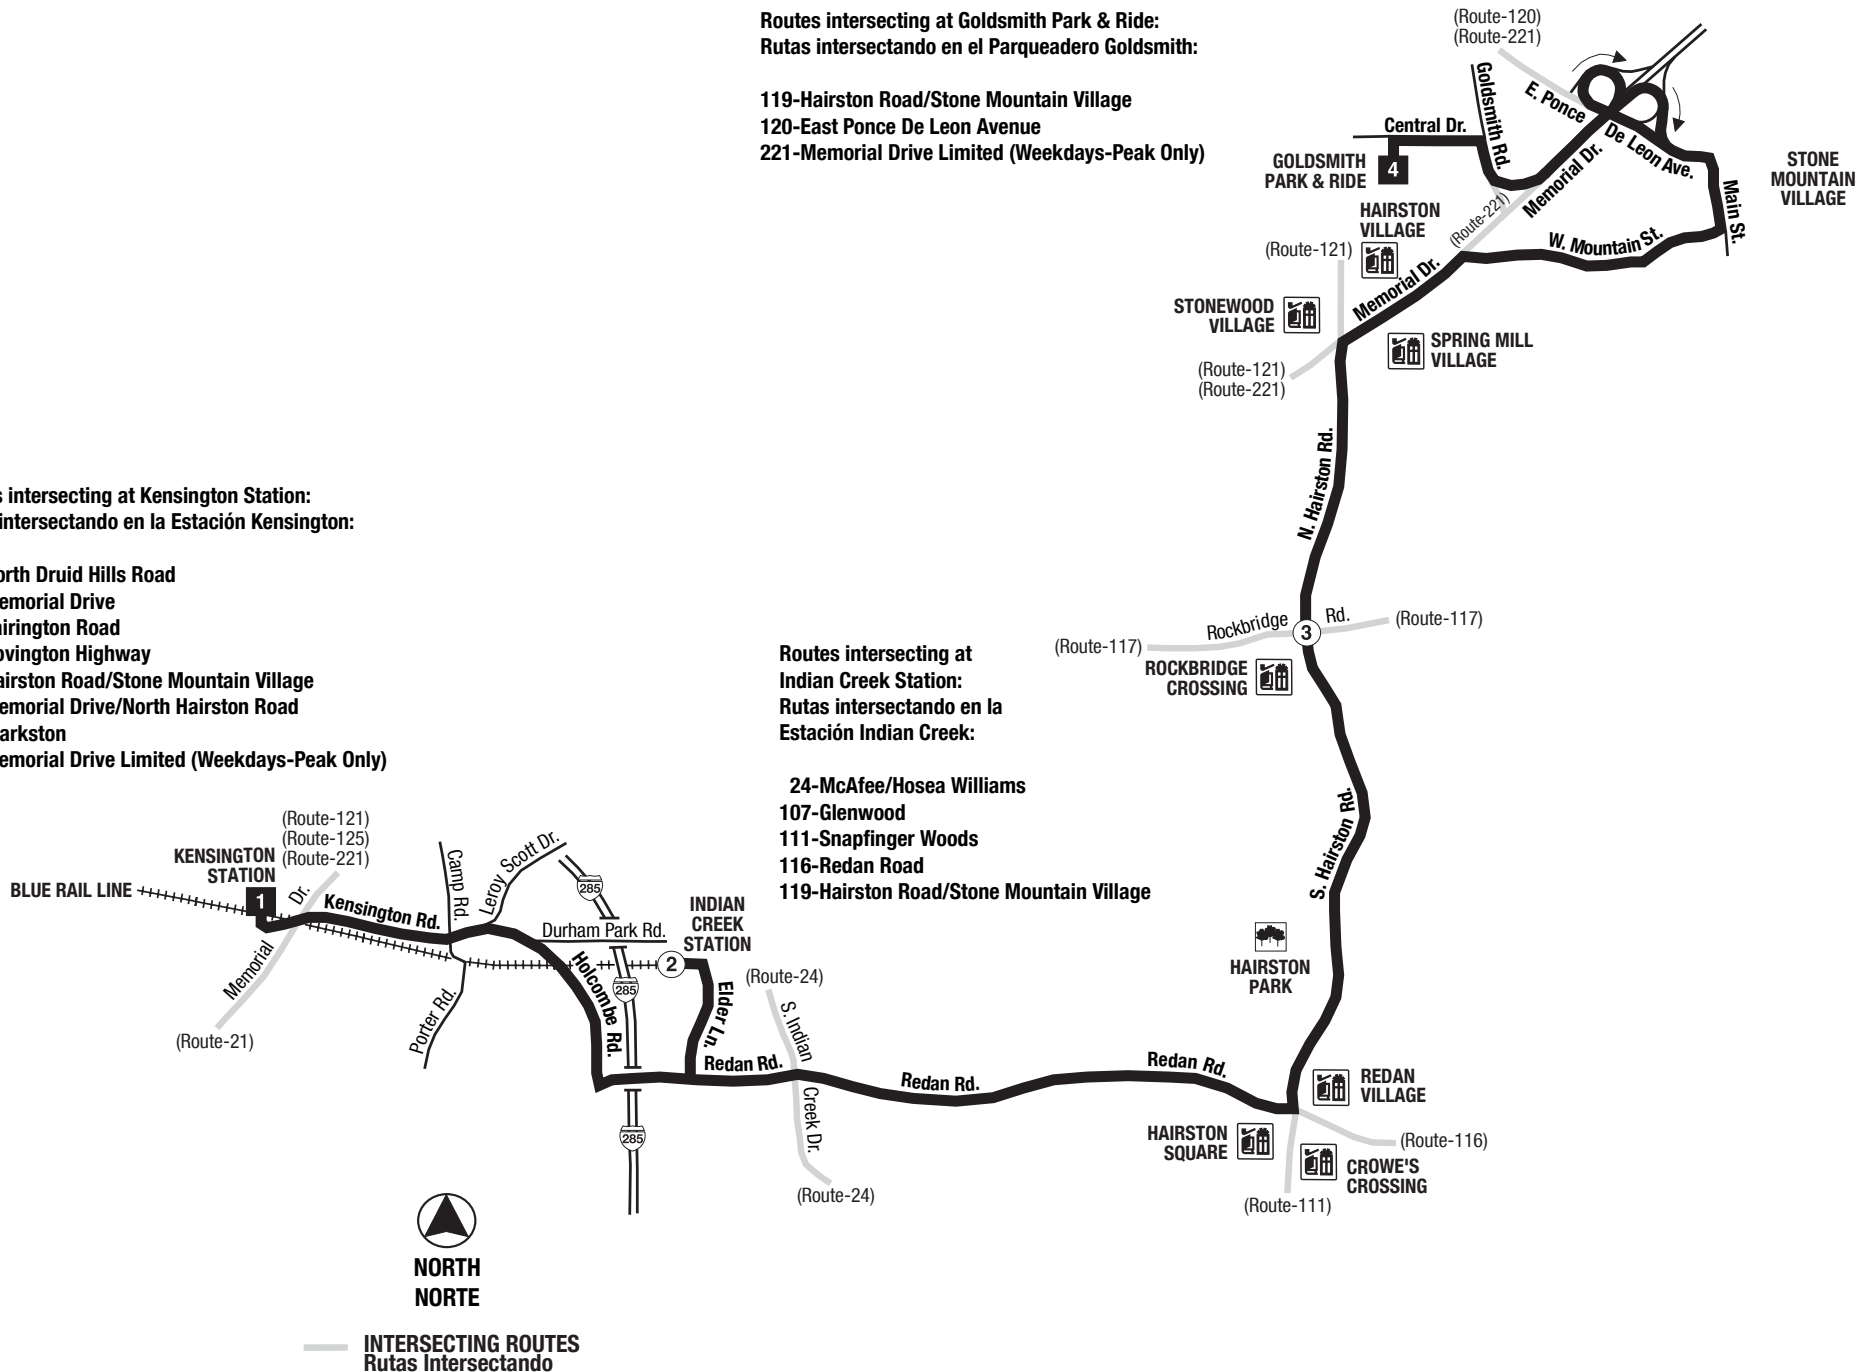 Routes intersecting at Goldsmith Park & Ride:
Rutas intersectando en el Parqueadero Goldsmith:
119-Hairston Road/Stone Mountain Village
120-East Ponce De Leon Avenue
221-Memorial Drive Limited (Weekdays-Peak Only)
(Route-120)
(Route-221)
E. Ponce
De Leon Ave.
Goldsmith Rd.
Central Dr.
GOLDSMITH
PARK & RIDE
4
Memorial Dr.
Main St.
STONE
MOUNTAIN
VILLAGE
HAIRSTON
VILLAGE
(Route-221)
W. Mountain St.
(Route-121)
Memorial Dr.
STONEWOOD
VILLAGE
SPRING MILL
VILLAGE
(Route-121)
(Route-221)
N. Hairston Rd.
s intersecting at Kensington Station:
intersectando en la Estación Kensington:
orth Druid Hills Road
emorial Drive
hirington Road
ovington Highway
airston Road/Stone Mountain Village
emorial Drive/North Hairston Road
arkston
emorial Drive Limited (Weekdays-Peak Only)
Rockbridge Rd.
3
(Route-117)
(Route-117)
ROCKBRIDGE
CROSSING
Routes intersecting at
Indian Creek Station:
Rutas intersectando en la
Estación Indian Creek:
24-McAfee/Hosea Williams
107-Glenwood
111-Snapfinger Woods
116-Redan Road
119-Hairston Road/Stone Mountain Village
S. Hairston Rd.
(Route-121)
(Route-125)
(Route-221)
KENSINGTON
STATION
BLUE RAIL LINE
1
Memorial Dr.
Kensington Rd.
Camp Rd.
Leroy Scott Dr.
285
Durham Park Rd.
INDIAN
CREEK
STATION
2
HAIRSTON
PARK
Porter Rd.
Holcombe Rd.
285
Elder Ln.
(Route-24)
S. Indian
Creek Dr.
(Route-21)
Redan Rd.
Redan Rd.
Redan Rd.
REDAN
VILLAGE
285
HAIRSTON
SQUARE
(Route-116)
CROWE'S
CROSSING
(Route-24)
(Route-111)
NORTH
NORTE
INTERSECTING ROUTES
Rutas Intersectando